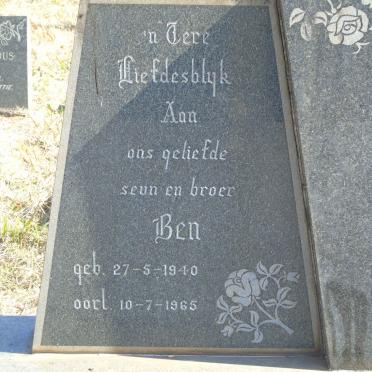 'n Tere
Liefdesblyk
Aan
ons geliefde
seun en broer
Ben
geb. 27-5-1940
oorl. 10-7-1965